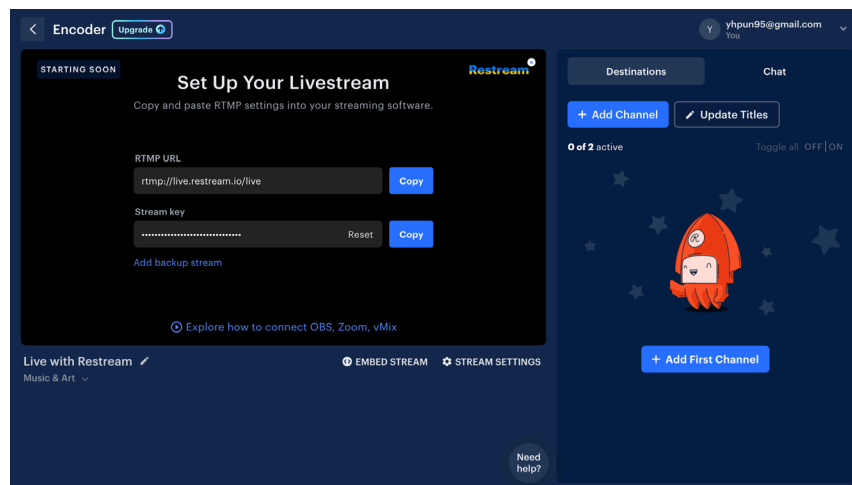 Encoder Upgrade
Y yhpun95@gmail.com
You
STARTING SOON
Restream
Set Up Your Livestream
Copy and paste RTMP settings into your streaming software.
RTMP URL
rtmp://live.restream.io/live Copy
Stream key
•••••••••••••••••••••••••••••• Reset Copy
Add backup stream
Explore how to connect OBS, Zoom, vMix
Live with Restream
EMBED STREAM STREAM SETTINGS
Music & Art
Need
help?
Destinations Chat
+ Add Channel Update Titles
0 of 2 active Toggle all OFF|ON
R
+ Add First Channel